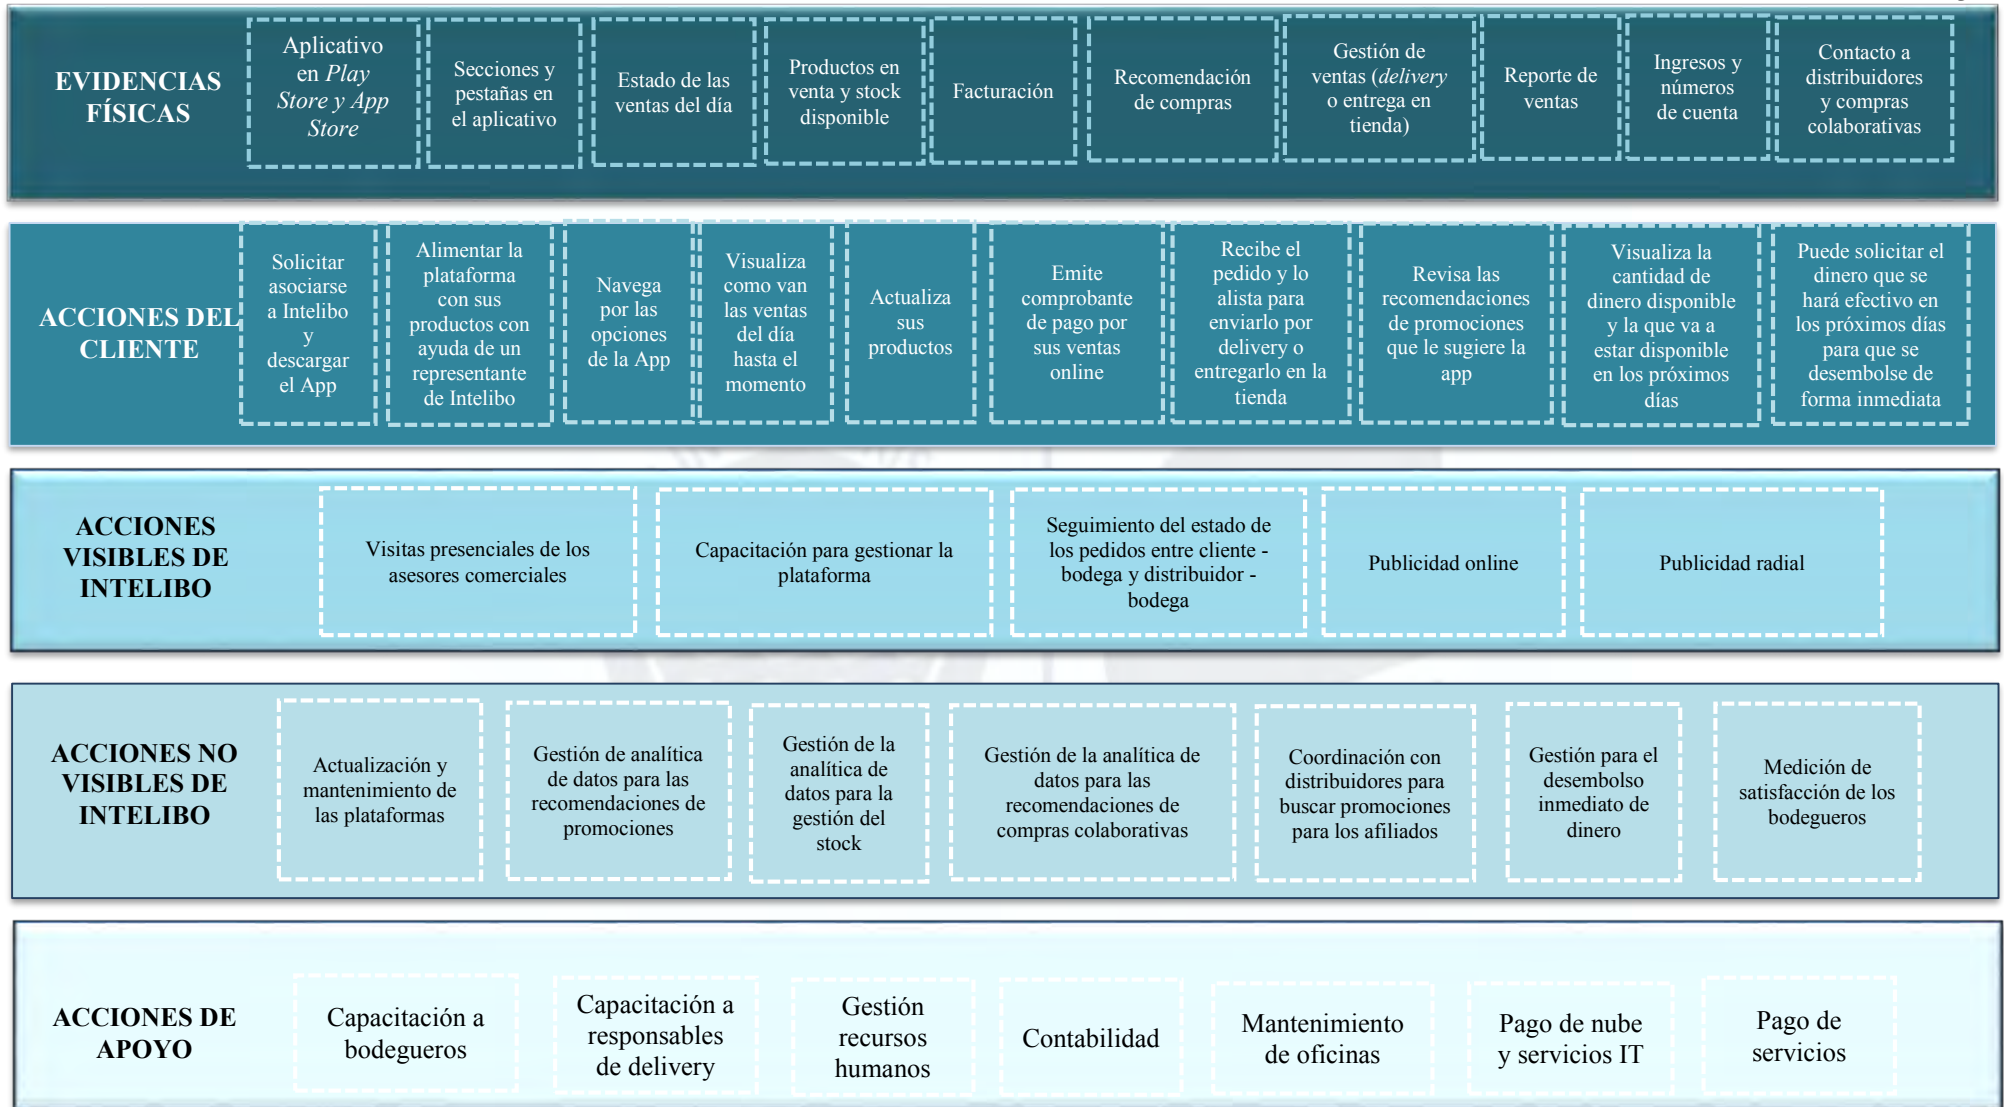 EVIDENCIAS
FÍSICAS
Aplicativo
en Play
Store y App
Store
Secciones y
pestañas en
el aplicativo
Estado de las
ventas del día
Productos en
venta y stock
disponible
Facturación
Recomendación
de compras
Gestión de
ventas (delivery
o entrega en
tienda)
Reporte de
ventas
Ingresos y
números
de cuenta
Contacto a
distribuidores
y compras
colaborativas
ACCIONES DEL
CLIENTE
Solicitar
asociarse
a Intelibo
y
descargar
el App
Alimentar la
plataforma
con sus
productos con
ayuda de un
representante
de Intelibo
Navega
por las
opciones
de la App
Visualiza
como van
las ventas
del día
hasta el
momento
Actualiza
sus
productos
Emite
comprobante
de pago por
sus ventas
online
Recibe el
pedido y lo
alista para
enviarlo por
delivery o
entregarlo en la
tienda
Revisa las
recomendaciones
de promociones
que le sugiere la
app
Visualiza la
cantidad de
dinero disponible
y la que va a
estar disponible
en los próximos
días
Puede solicitar el
dinero que se
hará efectivo en
los próximos días
para que se
desembolse de
forma inmediata
ACCIONES
VISIBLES DE
INTELIBO
Visitas presenciales de los
asesores comerciales
Capacitación para gestionar la
plataforma
Seguimiento del estado de
los pedidos entre cliente -
bodega y distribuidor -
bodega
Publicidad online
Publicidad radial
ACCIONES NO
VISIBLES DE
INTELIBO
Actualización y
mantenimiento de
las plataformas
Gestión de analítica
de datos para las
recomendaciones de
promociones
Gestión de la
analítica de
datos para la
gestión del
stock
Gestión de la analítica de
datos para las
recomendaciones de
compras colaborativas
Coordinación con
distribuidores para
buscar promociones
para los afiliados
Gestión para el
desembolso
inmediato de
dinero
Medición de
satisfacción de los
bodegueros
ACCIONES DE
APOYO
Capacitación a
bodegueros
Capacitación a
responsables
de delivery
Gestión
recursos
humanos
Contabilidad
Mantenimiento
de oficinas
Pago de nube
y servicios IT
Pago de
servicios